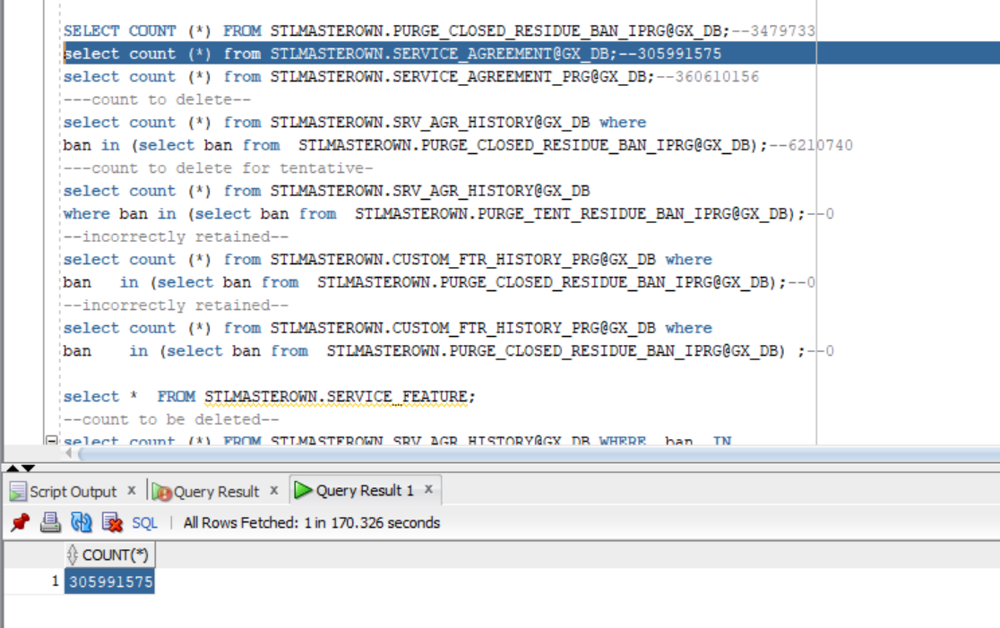 SELECT COUNT (*) FROM STLMASTEROWN.PURGE_CLOSED_RESIDUE_BAN_IPRG@GX_DB;--3479733
select count (*) from STLMASTEROWN.SERVICE_AGREEMENT@GX_DB;--305991575
select count (*) from STLMASTEROWN.SERVICE_AGREEMENT_PRG@GX_DB;--360610156
---count to delete--
select count (*) from STLMASTEROWN.SRV_AGR_HISTORY@GX_DB where
ban in (select ban from  STLMASTEROWN.PURGE_CLOSED_RESIDUE_BAN_IPRG@GX_DB);--6210740
---count to delete for tentative-
select count (*) from STLMASTEROWN.SRV_AGR_HISTORY@GX_DB
where ban in (select ban from  STLMASTEROWN.PURGE_TENT_RESIDUE_BAN_IPRG@GX_DB);--0
--incorrectly retained--
select count (*) from STLMASTEROWN.CUSTOM_FTR_HISTORY_PRG@GX_DB where
ban   in (select ban from  STLMASTEROWN.PURGE_CLOSED_RESIDUE_BAN_IPRG@GX_DB);--0
--incorrectly retained--
select count (*) from STLMASTEROWN.CUSTOM_FTR_HISTORY_PRG@GX_DB where
ban    in (select ban from  STLMASTEROWN.PURGE_CLOSED_RESIDUE_BAN_IPRG@GX_DB) ;--0
select *  FROM STLMASTEROWN.SERVICE_FEATURE;
--count to be deleted--
select count (*) FROM STLMASTEROWN.SRV_AGR_HISTORY@GX_DB WHERE  ban  IN
Script Output x Query Result x Query Result 1 x
SQL | All Rows Fetched: 1 in 170.326 seconds
COUNT(*)
1 305991575